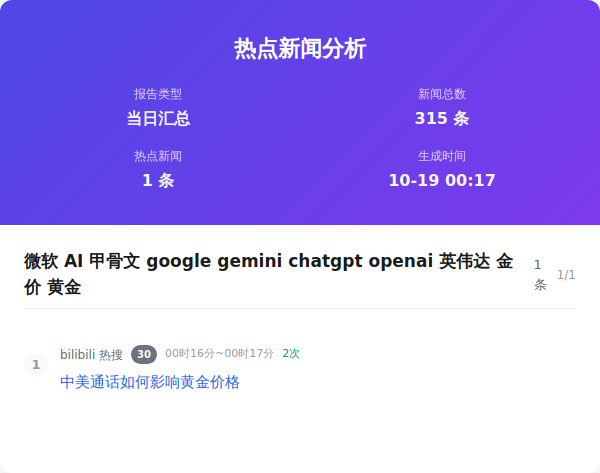 热点新闻分析
报告类型
新闻总数
当日汇总
315 条
热点新闻
生成时间
1 条
10-19 00:17
微软 AI 甲骨文 google gemini chatgpt openai 英伟达 金
价 黄金
1
条
1/1
1
bilibili 热搜 30 00时16分~00时17分 2次
中美通话如何影响黄金价格